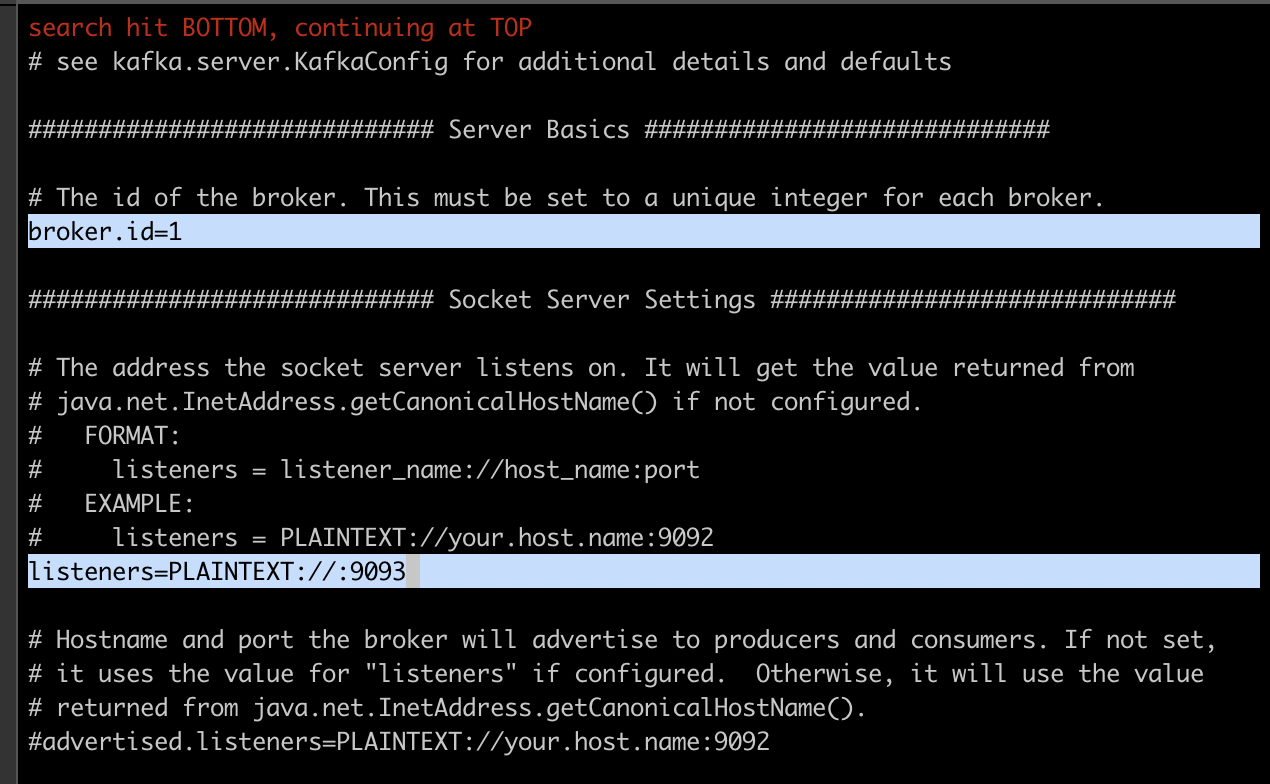 search hit BOTTOM, continuing at TOP
# see kafka.server.KafkaConfig for additional details and defaults
############################# Server Basics #############################
# The id of the broker. This must be set to a unique integer for each broker.
broker.id=1
############################# Socket Server Settings #############################
# The address the socket server listens on. It will get the value returned from
# java.net.InetAddress.getCanonicalHostName() if not configured.
#   FORMAT:
#     listeners = listener_name://host_name:port
#   EXAMPLE:
#     listeners = PLAINTEXT://your.host.name:9092
listeners=PLAINTEXT://:9093
# Hostname and port the broker will advertise to producers and consumers. If not set,
# it uses the value for "listeners" if configured.  Otherwise, it will use the value
# returned from java.net.InetAddress.getCanonicalHostName().
#advertised.listeners=PLAINTEXT://your.host.name:9092